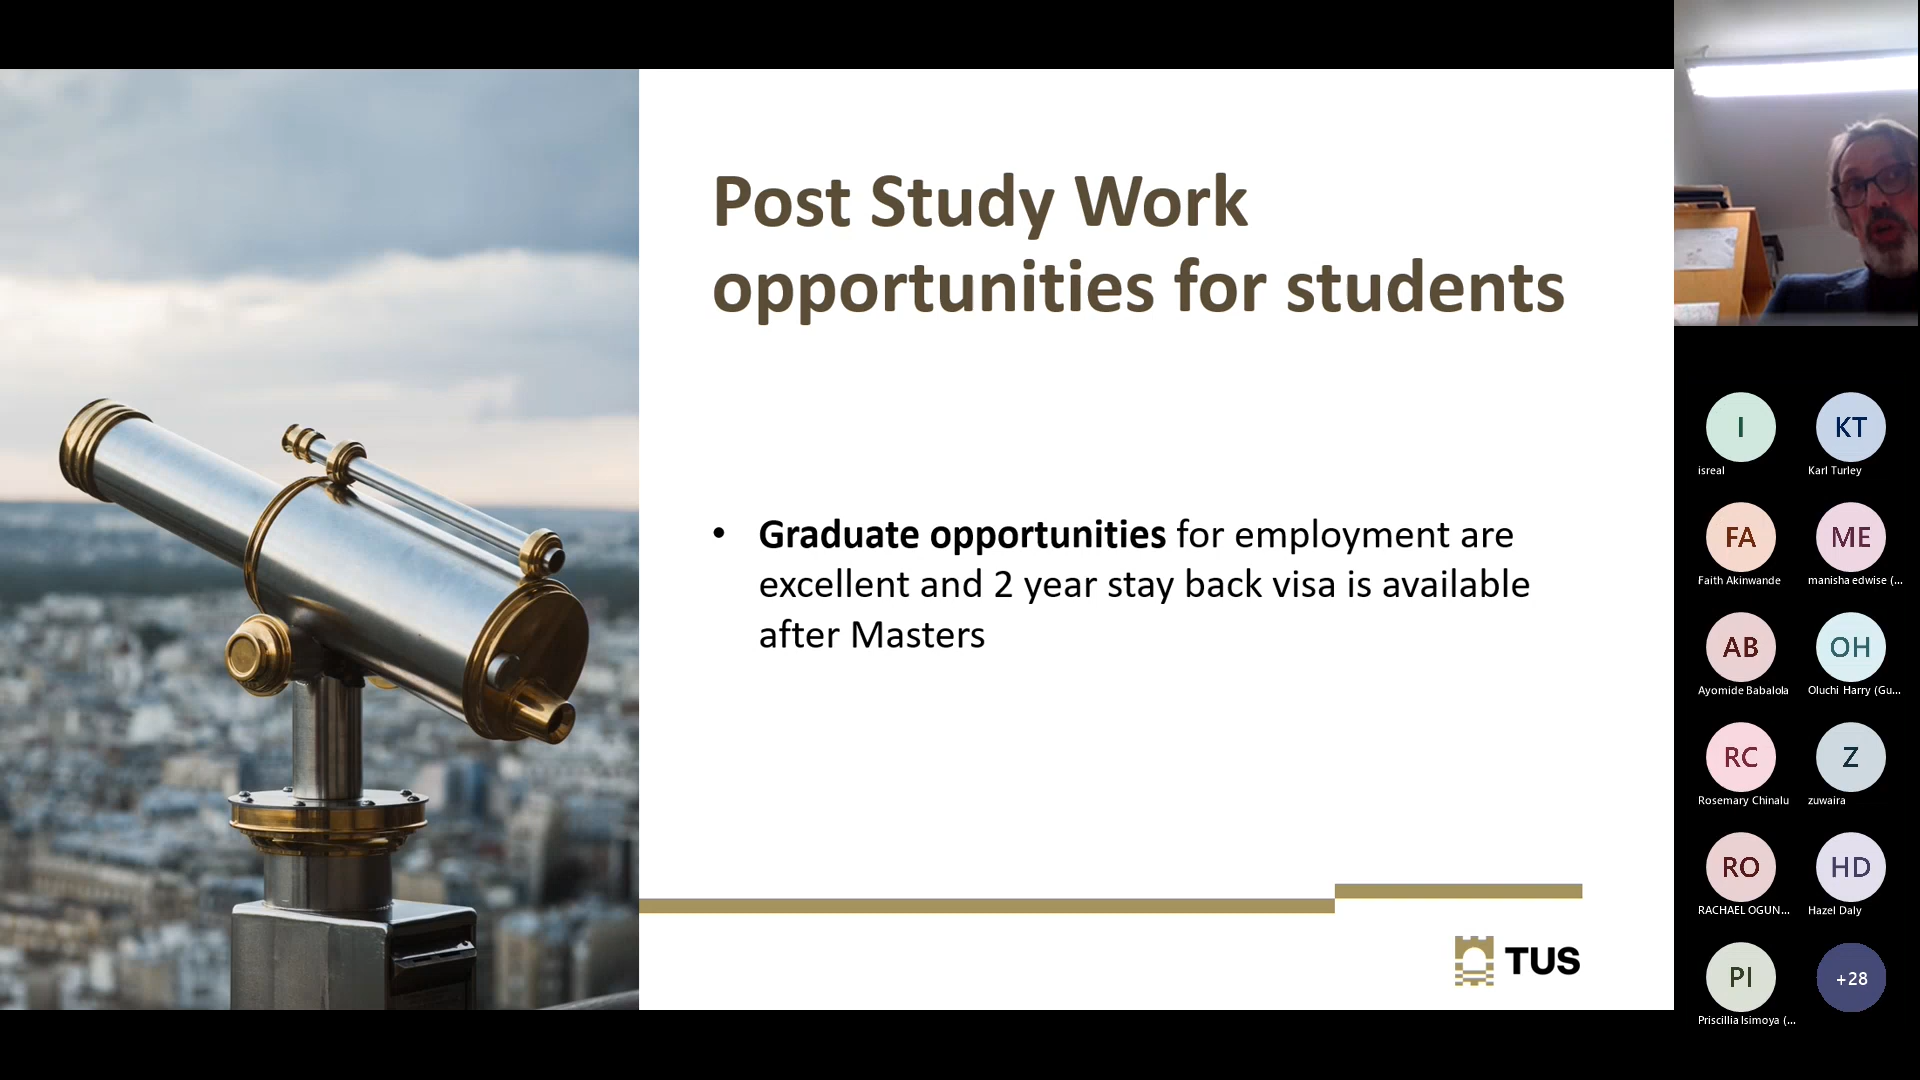 Post Study Work
opportunities for students
• Graduate opportunities for employment are
excellent and 2 year stay back visa is available
after Masters
TUS
I
isreal
KT
Karl Turley
FA
Faith Akinwande
ME
manisha edwise (...
AB
Ayomide Babalola
OH
Oluchi Harry (Gu...
RC
Rosemary Chinalu
Z
zuwaira
RO
RACHAEL OGUN...
HD
Hazel Daly
PI
Priscillia Isimoya (...
+28